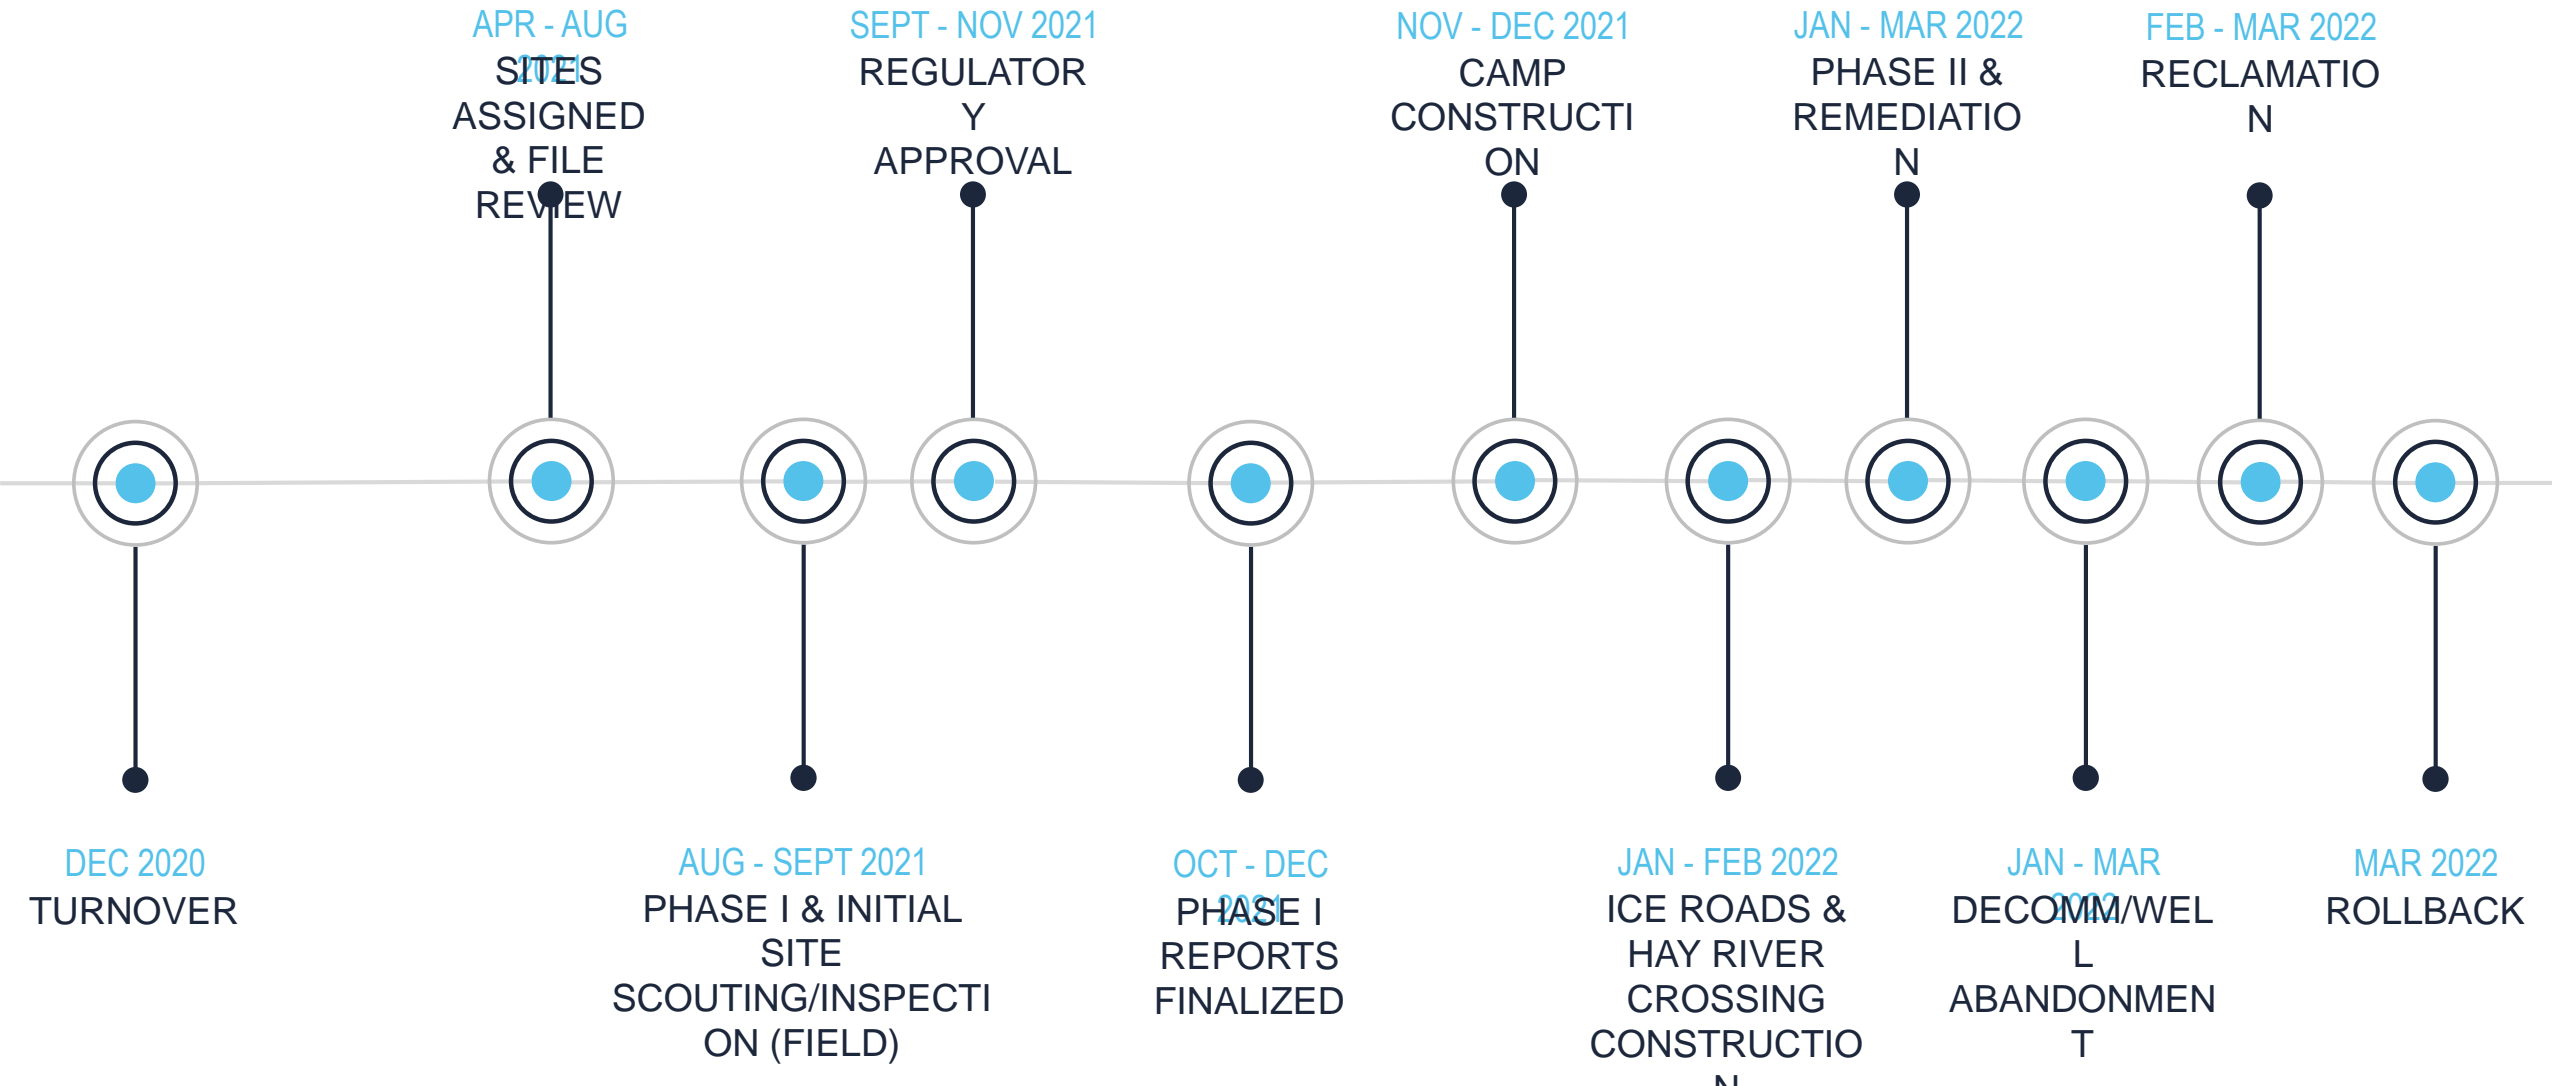 APR - AUG
2021
SITES
ASSIGNED
& FILE
REVIEW
SEPT - NOV 2021
REGULATOR
Y
APPROVAL
NOV - DEC 2021
CAMP
CONSTRUCTI
ON
JAN - MAR 2022
PHASE II &
REMEDIATIO
N
FEB - MAR 2022
RECLAMATIO
N
DEC 2020
TURNOVER
AUG - SEPT 2021
PHASE I & INITIAL
SITE
SCOUTING/INSPECTI
ON (FIELD)
OCT - DEC
2021
PHASE I
REPORTS
FINALIZED
JAN - FEB 2022
ICE ROADS &
HAY RIVER
CROSSING
CONSTRUCTIO
N
JAN - MAR
2022
DECOMM/WEL
L
ABANDONMEN
T
MAR 2022
ROLLBACK